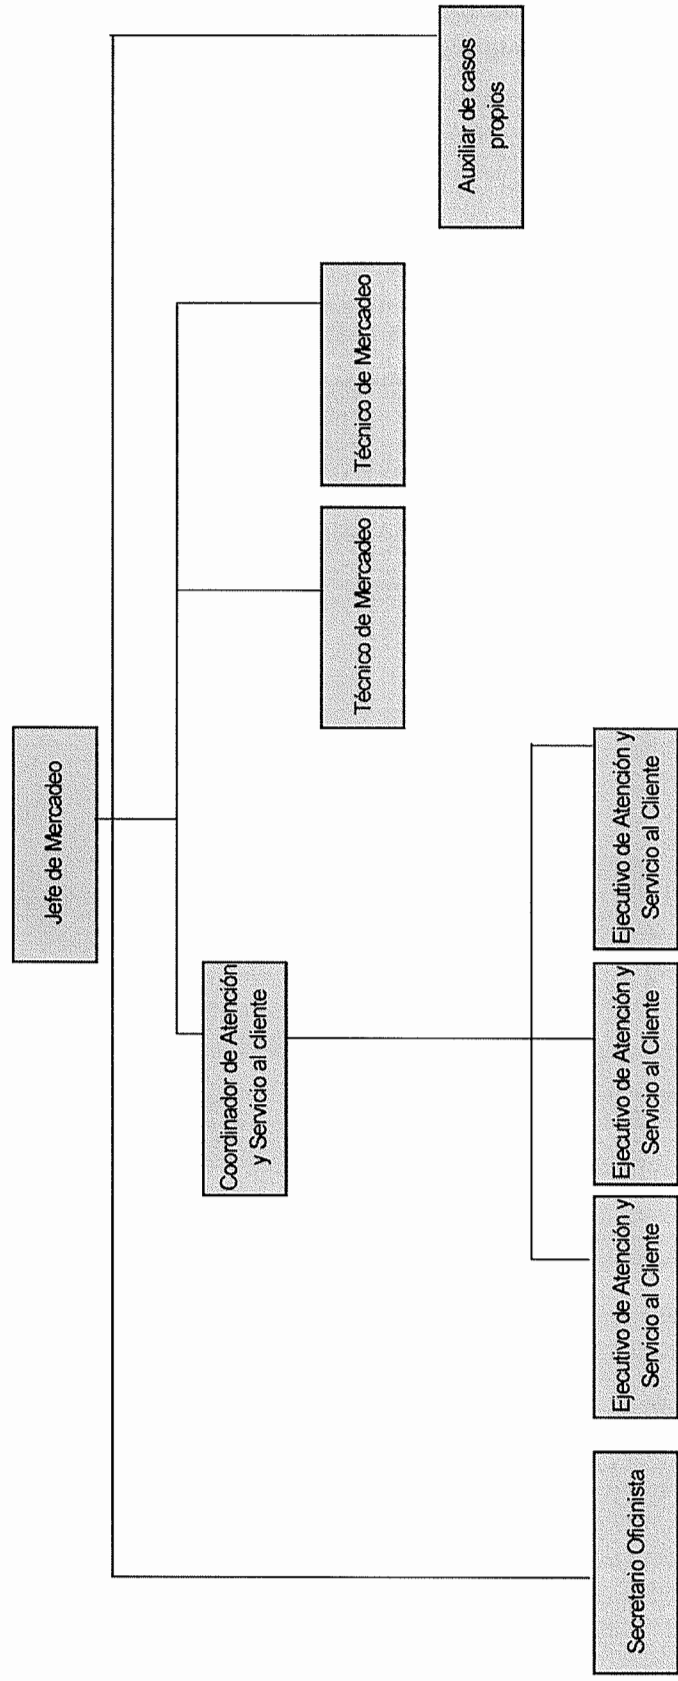 Jefe de Mercadeo
Coordinador de Atención
y Servicio al cliente
Técnico de Mercadeo
Técnico de Mercadeo
Auxiliar de casos
propios
Secretario Oficinista
Ejecutivo de Atención y
Servicio al Cliente
Ejecutivo de Atención y
Servicio al Cliente
Ejecutivo de Atención y
Servicio al Cliente